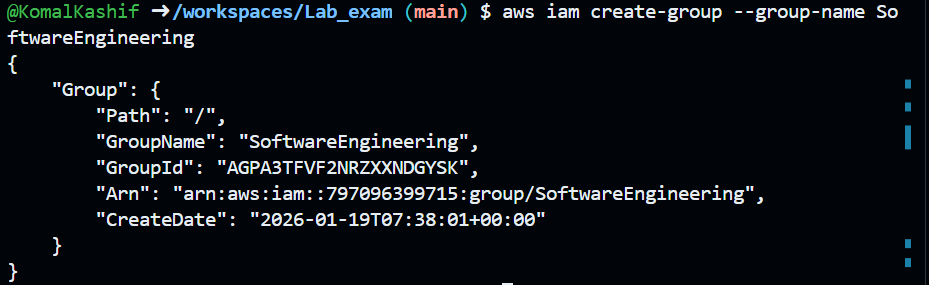 @KomalKashif ➜/workspaces/Lab_exam (main) $ aws iam create-group --group-name So
ftwareEngineering
{
    "Group": {
        "Path": "/",
        "GroupName": "SoftwareEngineering",
        "GroupId": "AGPA3TFVF2NRZXXNDGYSK",
        "Arn": "arn:aws:iam::797096399715:group/SoftwareEngineering",
        "CreateDate": "2026-01-19T07:38:01+00:00"
    }
}